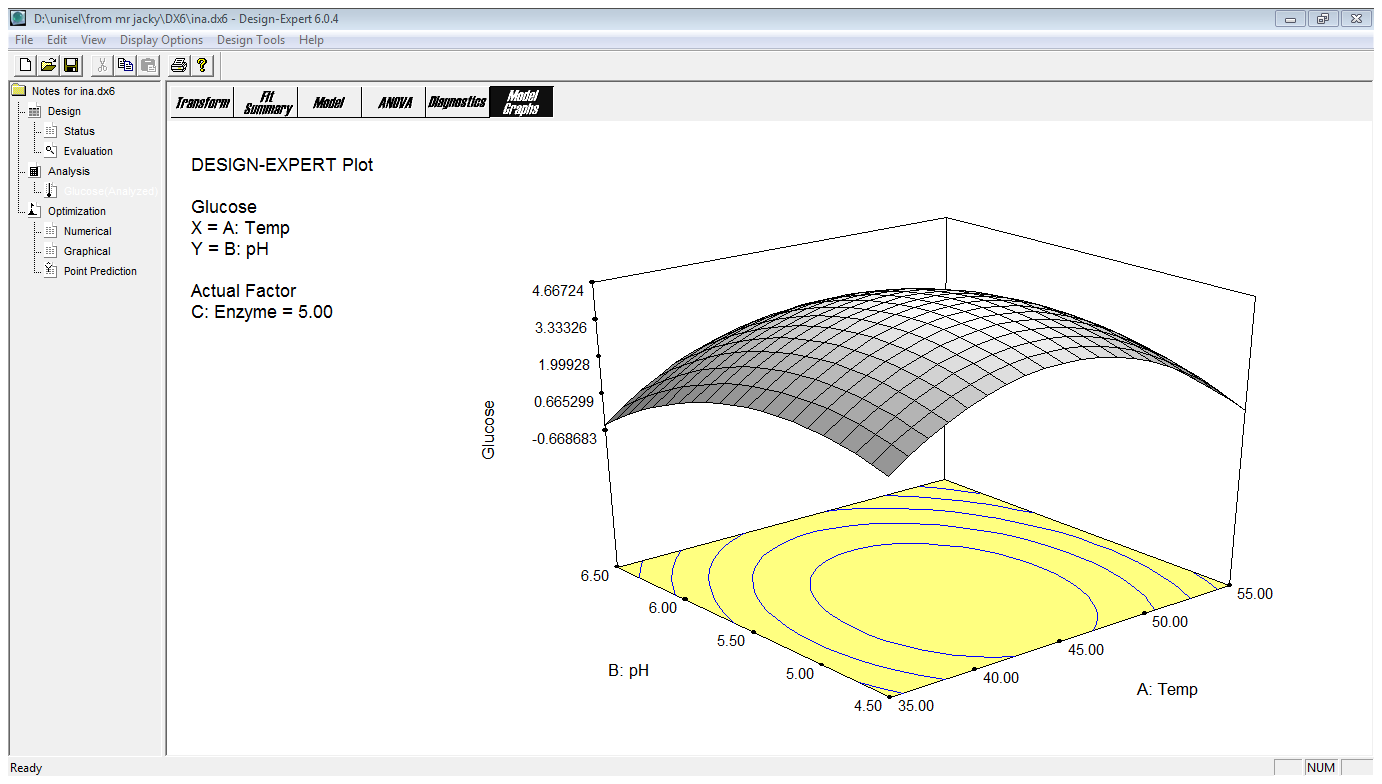 D:\unisel\from mr jacky\DX6\ina.dx6 - Design-Expert 6.0.4
File Edit View Display Options Design Tools Help
Notes for ina.dx6
Design
Status
Evaluation
Analysis
Glucose(Analyzed)
Optimization
Numerical
Graphical
Point Prediction
Transform
Fit
Summary
Model
ANOVA
Diagnostics
Model
Graphs
DESIGN-EXPERT Plot
Glucose
X = A: Temp
Y = B: pH
Actual Factor
C: Enzyme = 5.00
4.66724
3.33326
1.99928
0.665299
-0.668683
Glucose
6.50
6.00
5.50
5.00
4.50
B: pH
35.00
40.00
45.00
50.00
55.00
A: Temp
Ready
NUM